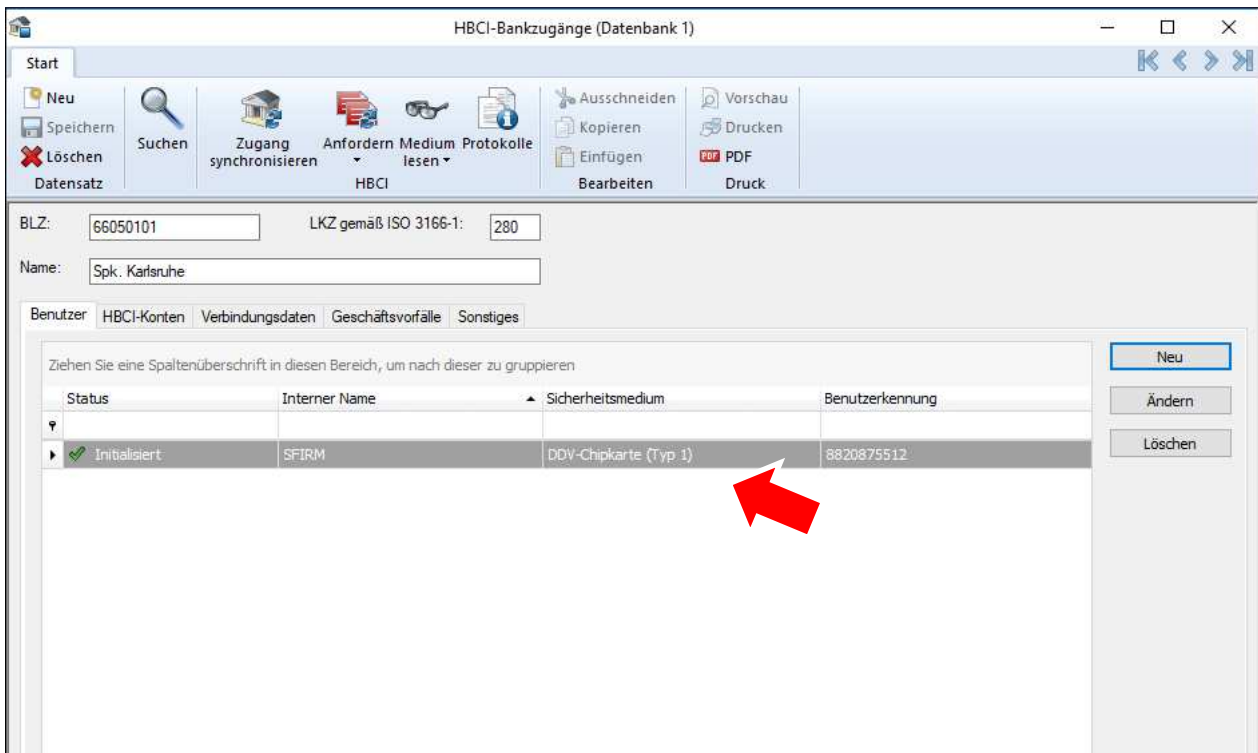 HBCI-Bankzugänge (Datenbank 1)
Start
Neu
Speichern
Löschen
Datensatz
Suchen
Zugang
synchronisieren
Anfordern
Medium
lesen
Protokolle
HBCI
Ausschneiden
Kopieren
Einfügen
Bearbeiten
Vorschau
Drucken
PDF PDF
Druck
BLZ: 66050101 LKZ gemäß ISO 3166-1: 280
Name: Spk. Karlsruhe
Benutzer HBCI-Konten Verbindungsdaten Geschäftsvorfälle Sonstiges
Ziehen Sie eine Spaltenüberschrift in diesen Bereich, um nach dieser zu gruppieren
Status Interner Name Sicherheitsmedium Benutzerkennung
Initialisiert SFIRM DDV-Chipkarte (Typ 1) 8820875512
Neu
Ändern
Löschen